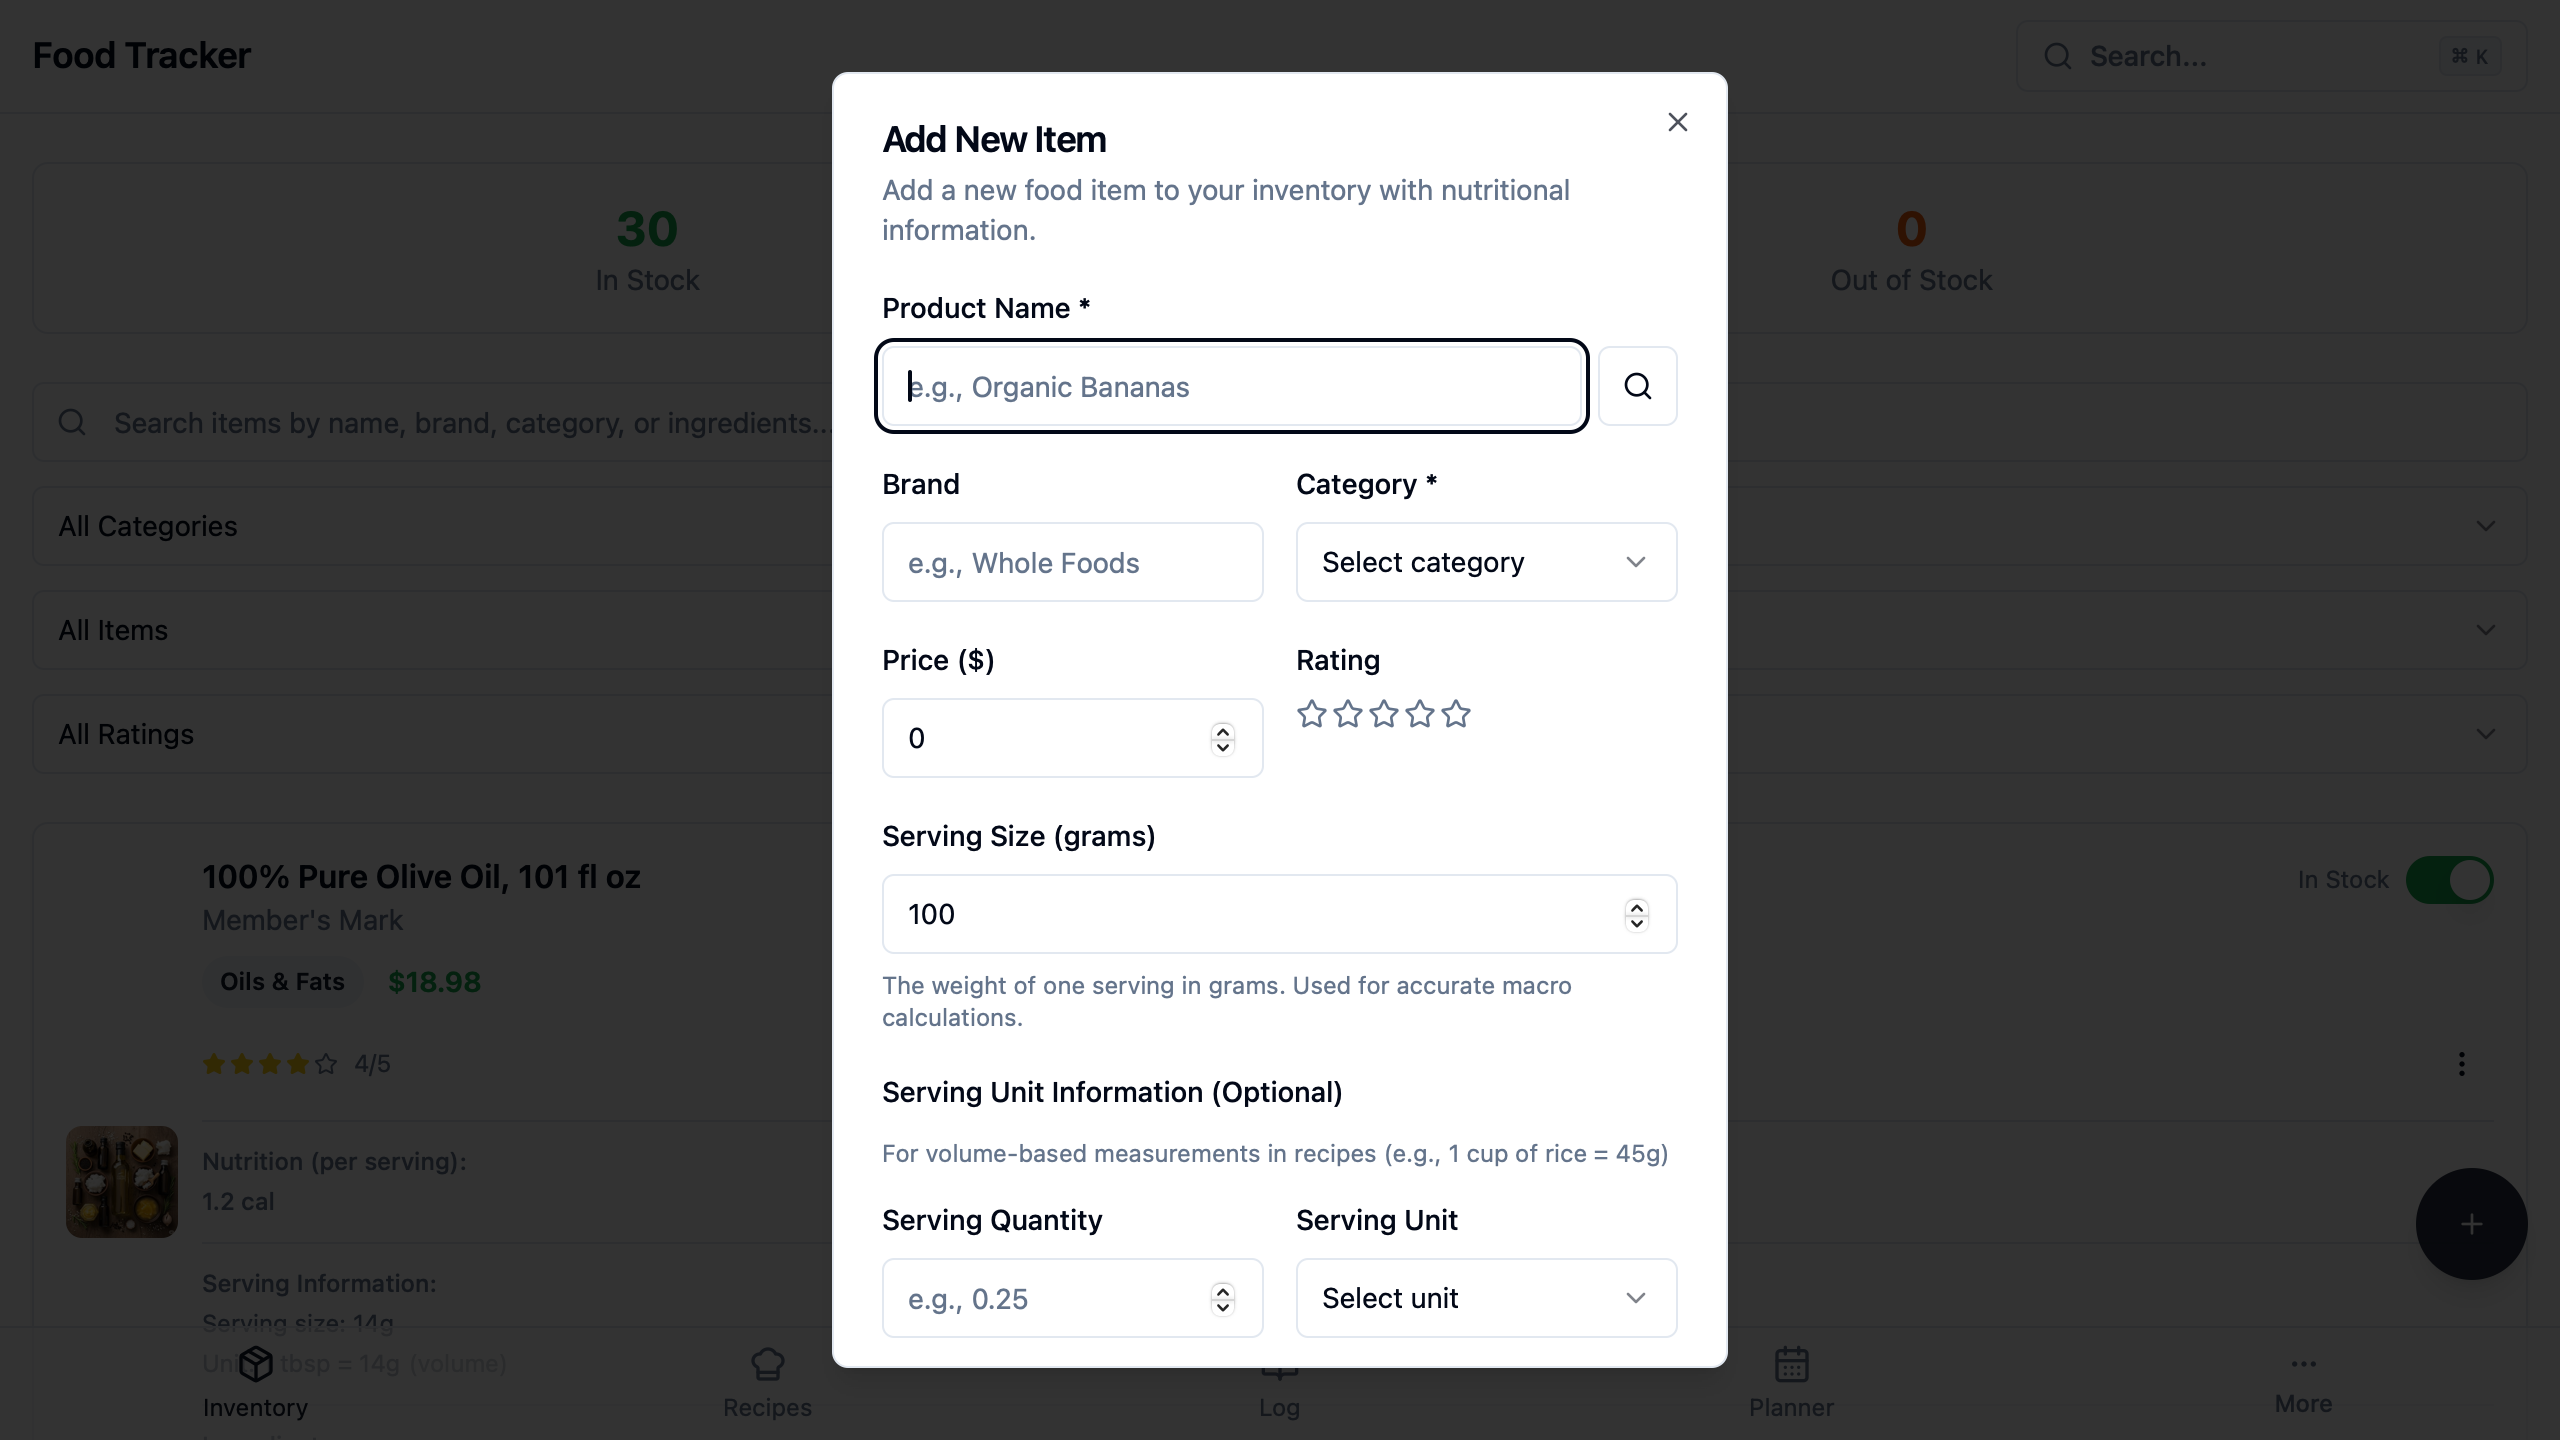 Food Tracker
Search...
⌘ K
30
In Stock
0
Out of Stock
Search items by name, brand, category, or ingredients...
All Categories
All Items
All Ratings
100% Pure Olive Oil, 101 fl oz
Member's Mark
In Stock
Oils & Fats
$18.98
4/5
Nutrition (per serving):
1.2 cal
Serving Information:
Serving size: 14g
tbsp = 14g (volume)
Add New Item
Add a new food item to your inventory with nutritional
information.
Product Name *
e.g., Organic Bananas
Brand
Category *
e.g., Whole Foods
Select category
Price ($)
Rating
0
Serving Size (grams)
100
The weight of one serving in grams. Used for accurate macro
calculations.
Serving Unit Information (Optional)
For volume-based measurements in recipes (e.g., 1 cup of rice = 45g)
Serving Quantity
Serving Unit
e.g., 0.25
Select unit
Inventory
Recipes
Log
Planner
More